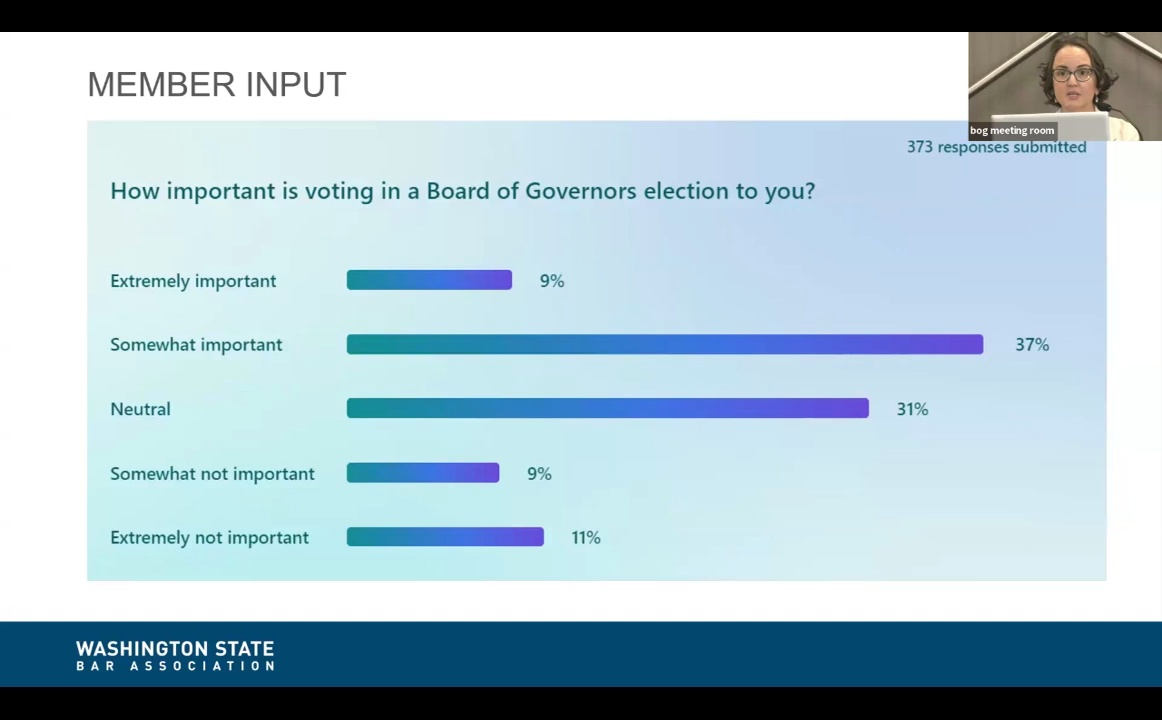 MEMBER INPUT
bog meeting room
373 responses submitted
How important is voting in a Board of Governors election to you?
Extremely important 9%
Somewhat important 37%
Neutral 31%
Somewhat not important 9%
Extremely not important 11%
WASHINGTON STATE
BAR ASSOCIATION